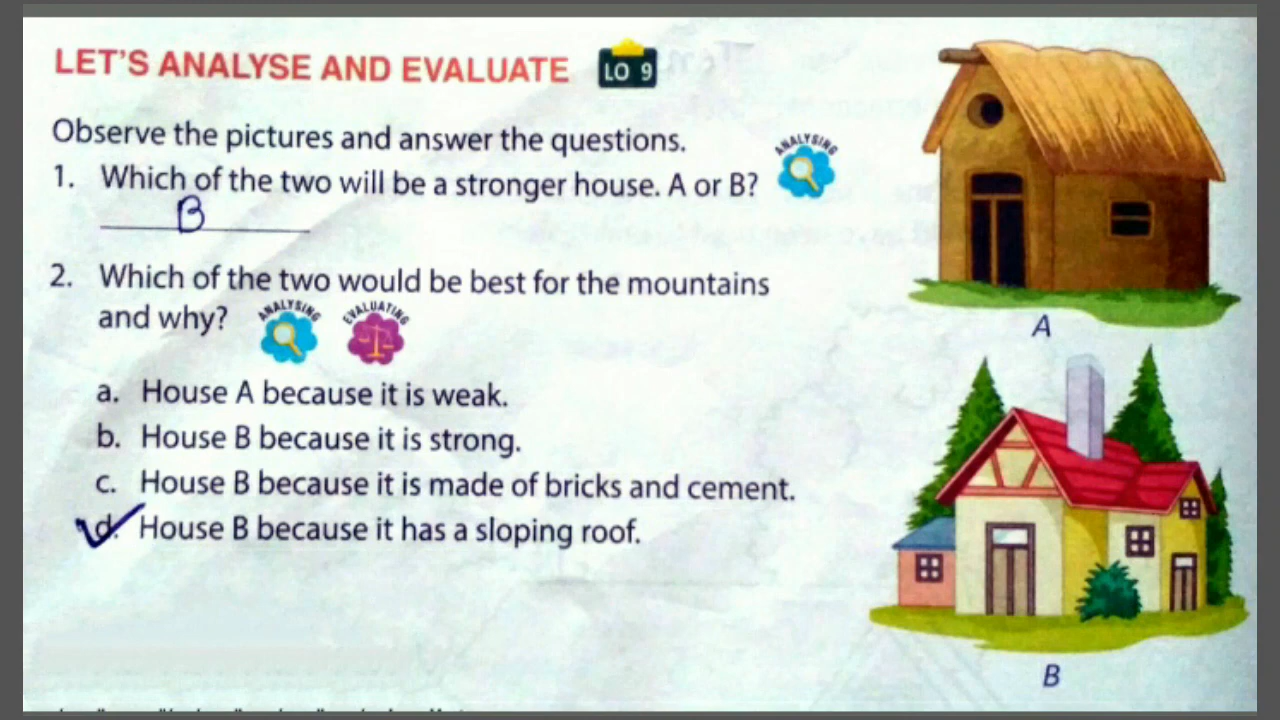 LET'S ANALYSE AND EVALUATE LO 9
Observe the pictures and answer the questions.
ANALYSING
1. Which of the two will be a stronger house. A or B?
B
2. Which of the two would be best for the mountains
and why? ANALYSING EVALUATING
a. House A because it is weak.
b. House B because it is strong.
c. House B because it is made of bricks and cement.
d. House B because it has a sloping roof.
A
B